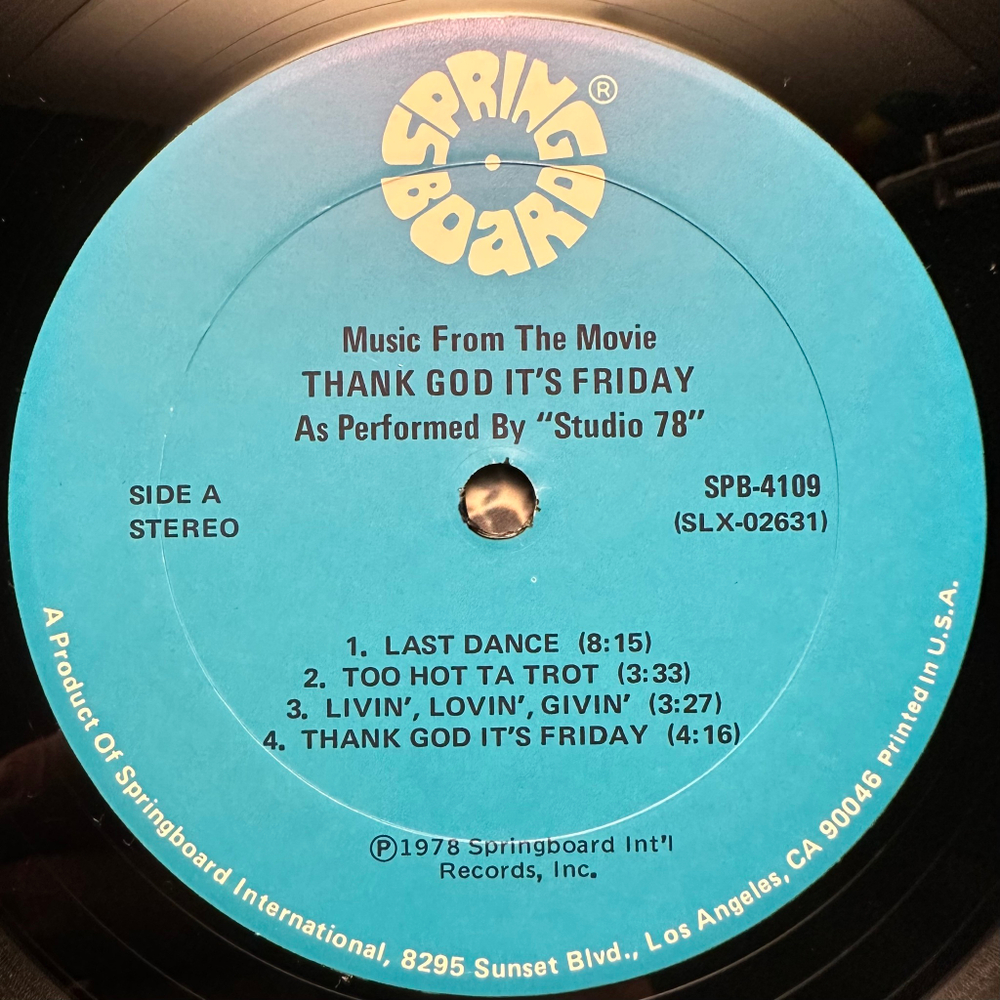 SPRINGBOARD ®
Music From The Movie
THANK GOD IT'S FRIDAY
As Performed By “Studio 78”
SIDE A
STEREO
SPB-4109
(SLX-02631)
1. LAST DANCE (8:15)
2. TOO HOT TA TROT (3:33)
3. LIVIN', LOVIN', GIVIN' (3:27)
4. THANK GOD IT'S FRIDAY (4:16)
Ⓟ1978 Springboard Int'l
Records, Inc.
A Product Of Springboard International, 8295 Sunset Blvd., Los Angeles, CA 90046 Printed In U.S.A.